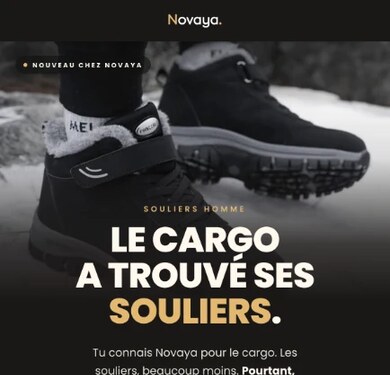 Novaya.
NOUVEAU CHEZ NOVAYA
SOULIERS HOMME
LE CARGO
A TROUVÉ SES
SOULIERS.
Tu connais Novaya pour le cargo. Les
souliers, beaucoup moins. Pourtant,